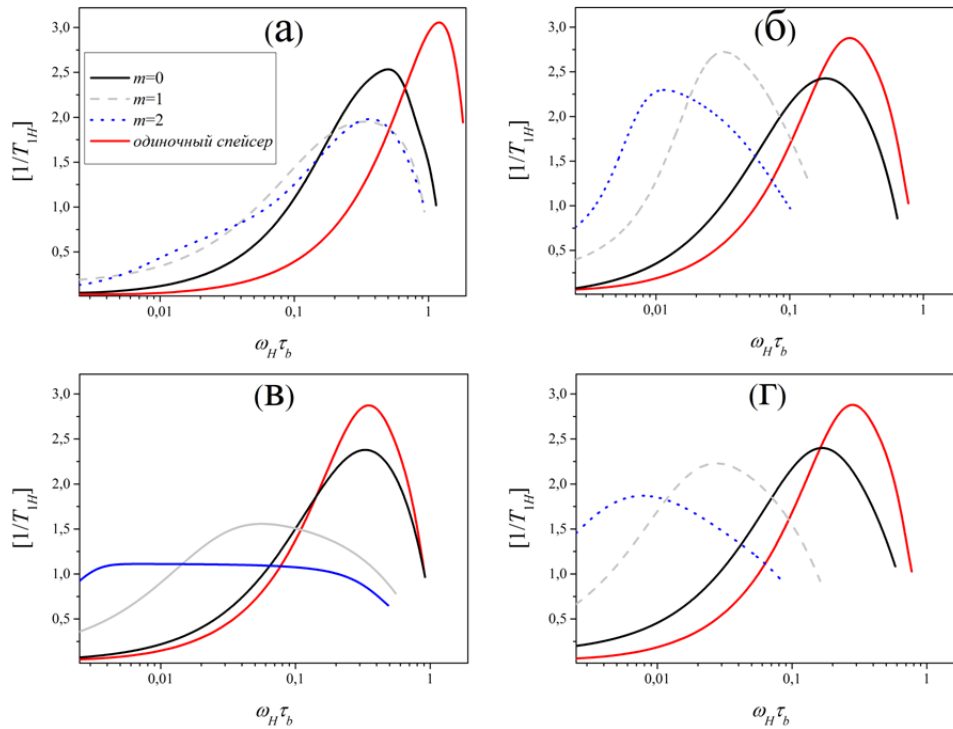 (а)
m=0
m=1
m=2
одиночный спейсер
[1/T1H]
3,0
2,5
2,0
1,5
1,0
0,5
0,01 0,1 1
ωHτb
(б)
[1/T1H]
3,0
2,5
2,0
1,5
1,0
0,5
0,01 0,1 1
ωHτb
(в)
[1/T1H]
3,0
2,5
2,0
1,5
1,0
0,5
0,01 0,1 1
ωHτb
(г)
[1/T1H]
3,0
2,5
2,0
1,5
1,0
0,5
0,01 0,1 1
ωHτb